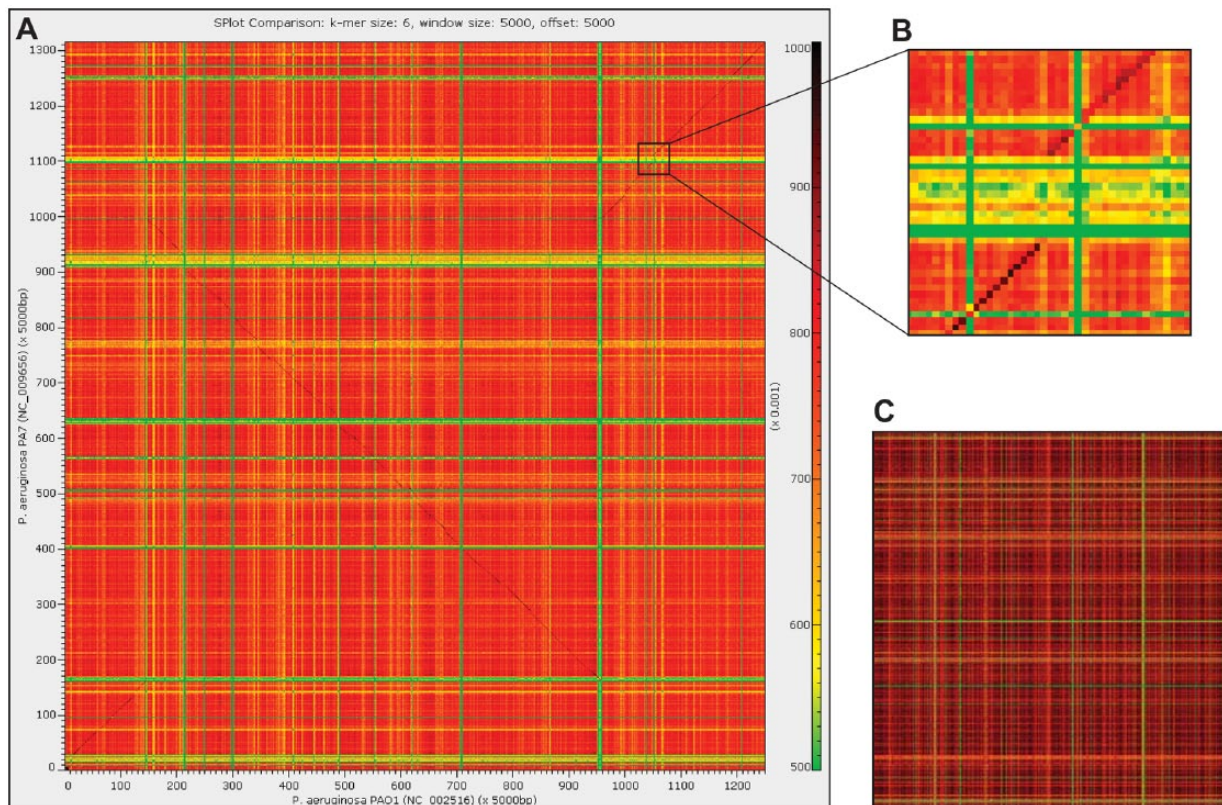 A
SPlot Comparison: k-mer size: 6, window size: 5000, offset: 5000
P. aeruginosa PA7 (NC_009656) (x 5000bp)
1300
1200
1100
1000
900
800
700
600
500
400
300
200
100
0
0 100 200 300 400 500 600 700 800 900 1000 1100 1200
P. aeruginosa PAO1 (NC_002516) (x 5000bp)
1000
900
800
700
600
500
(x 0.001)
B
C